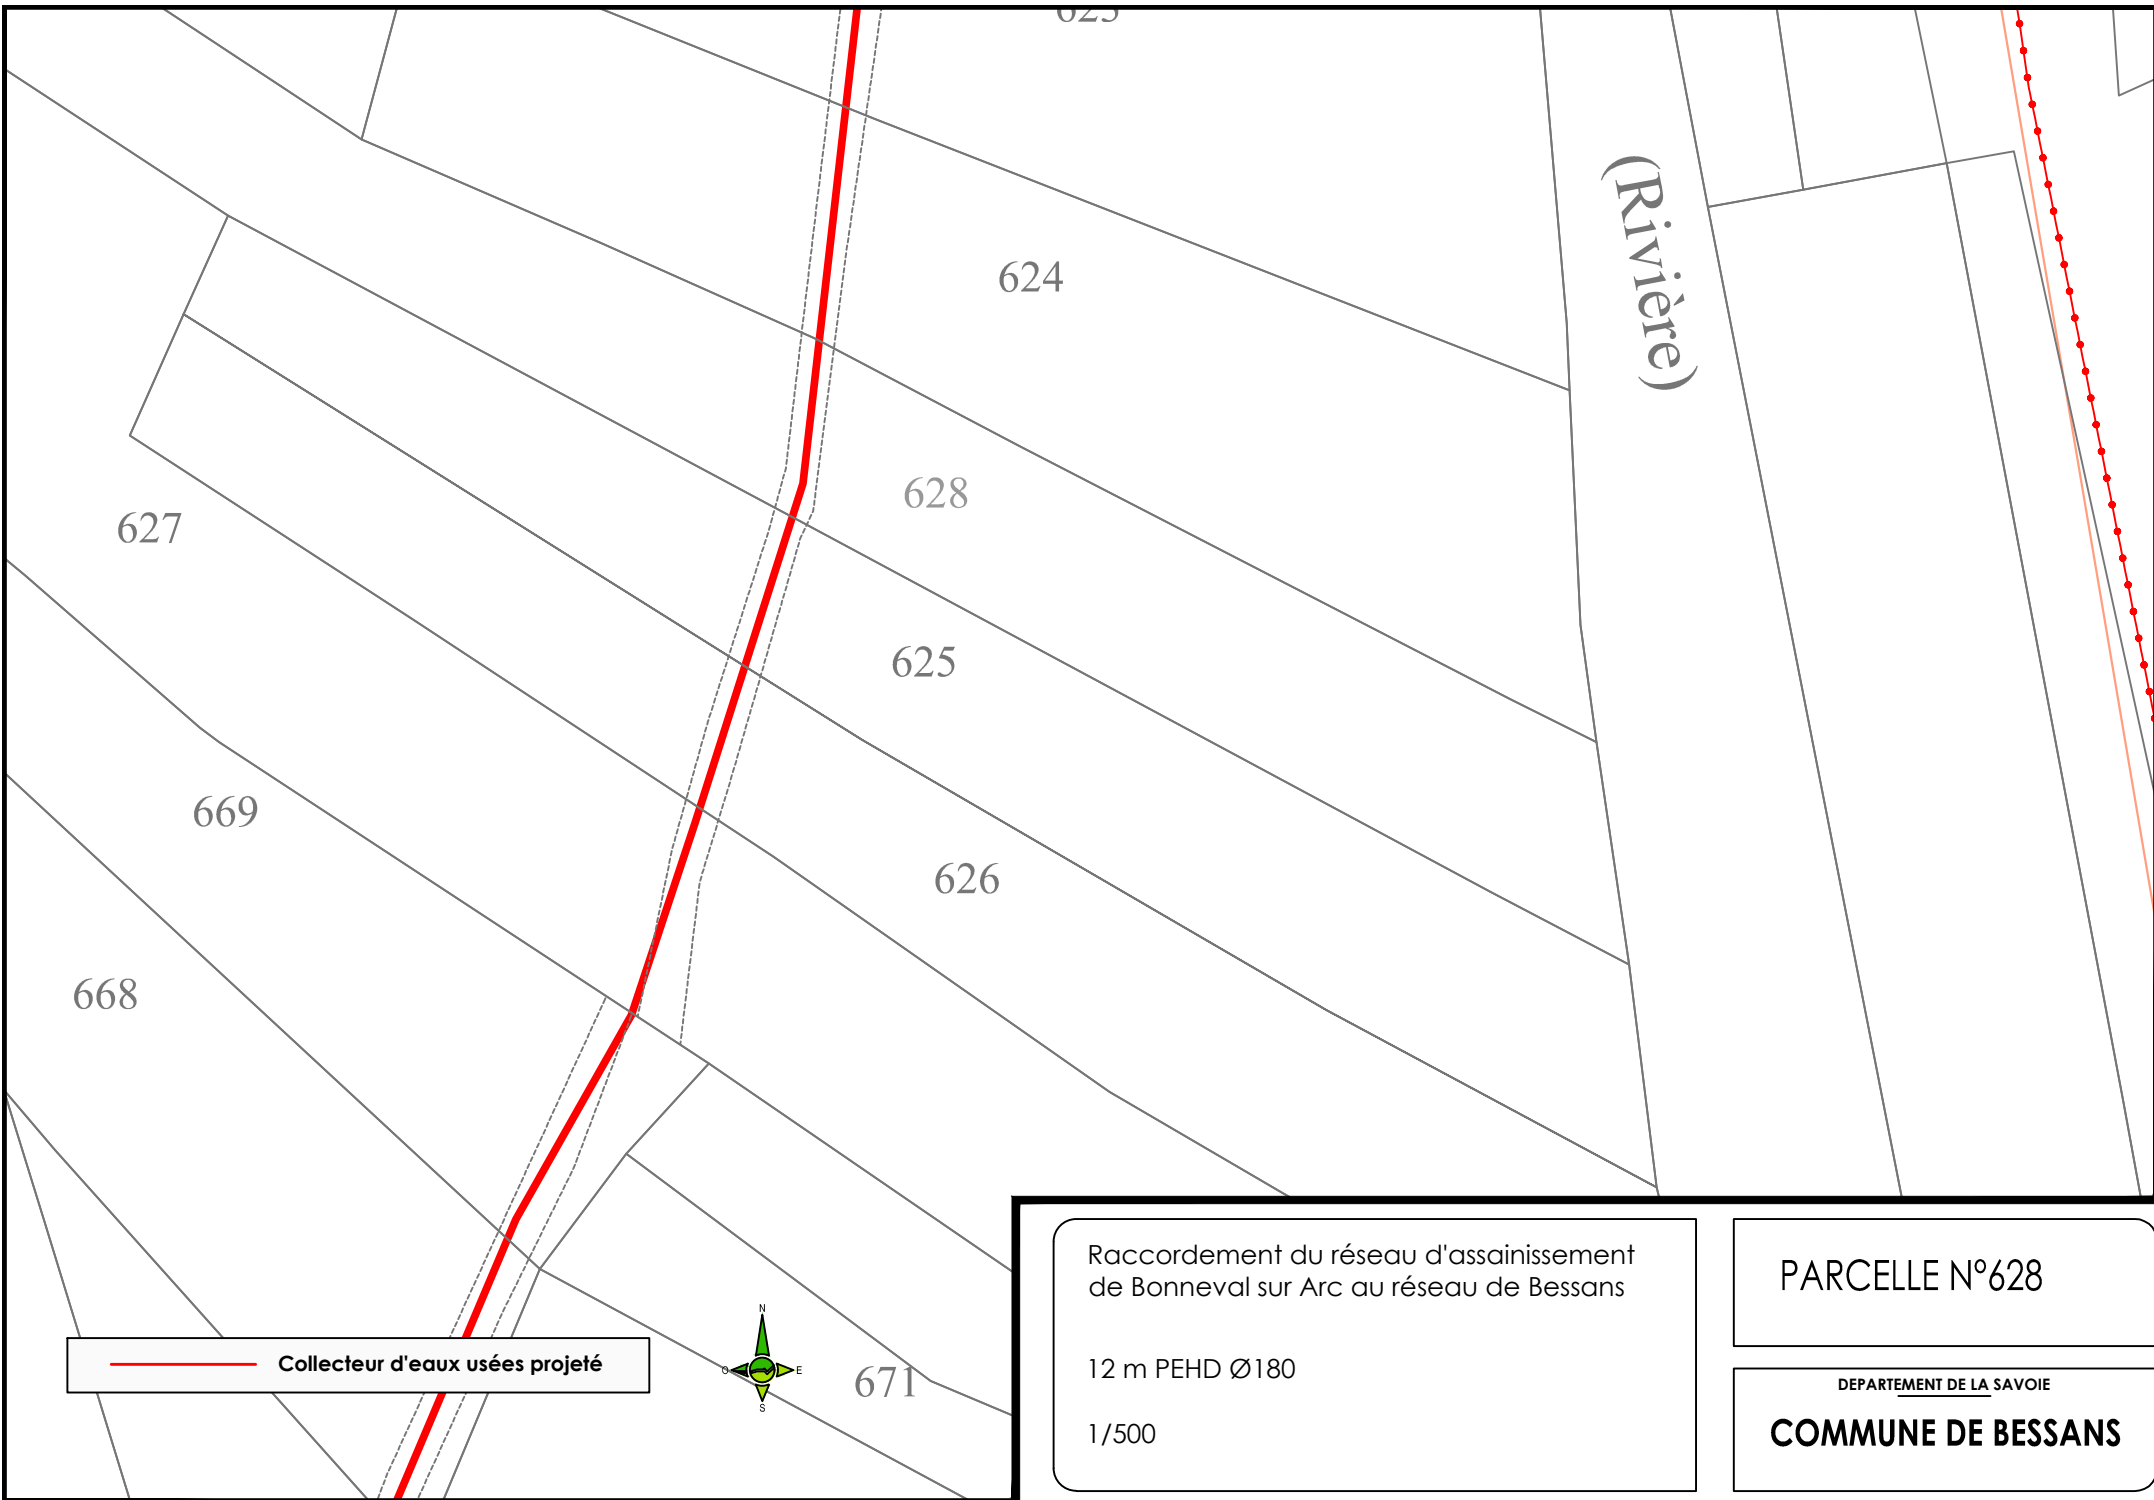 623
624
(Rivière)
628
627
625
669
626
668
671
N
O
E
S
Collecteur d'eaux usées projeté
Raccordement du réseau d'assainissement
de Bonneval sur Arc au réseau de Bessans
12 m PEHD Ø180
1/500
PARCELLE N°628
DEPARTEMENT DE LA SAVOIE
COMMUNE DE BESSANS